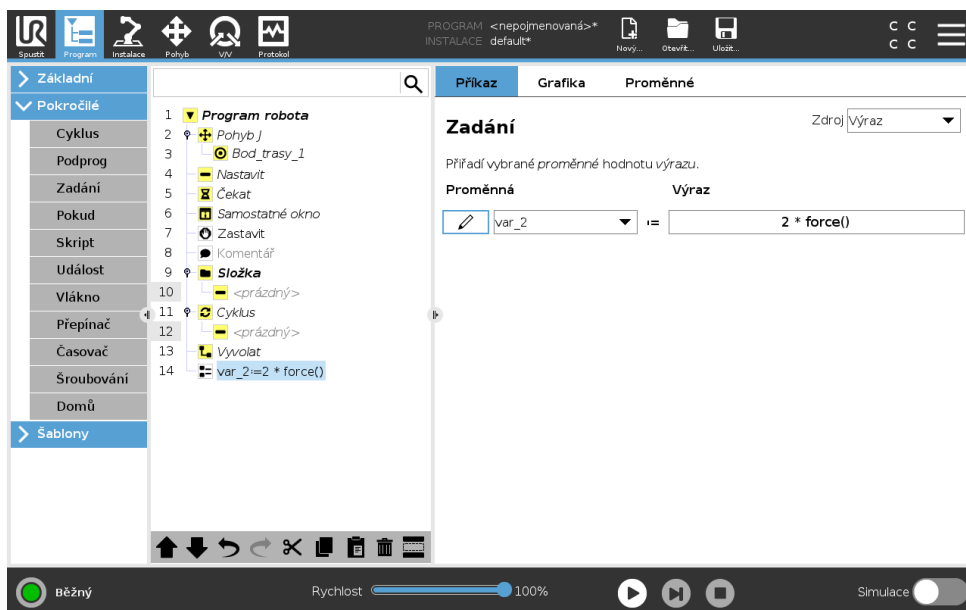 UR
PROGRAM <nepojmenovaná>*
INSTALACE default*
Spustit Program Instalace Pohyb V/V Protokol Nový... Otevřít... Uložit...
C C
C C
Základní
Pokročilé
Cyklus
Podprog
Zadání
Pokud
Skript
Událost
Vlákno
Přepínač
Časovač
Šroubování
Domů
Šablony
1 Program robota
2 Pohyb J
3 Bod_trasy_1
4 Nastavit
5 Čekat
6 Samostatné okno
7 Zastavit
8 Komentář
9 Složka
10 <prázdný>
11 Cyklus
12 <prázdný>
13 Vyvolat
14 var_2:=2 * force()
Příkaz Grafika Proměnné
Zadání
Zdroj Výraz
Přiřadí vybrané proměnné hodnotu výrazu.
Proměnná Výraz
var_2 := 2 * force()
Běžný Rychlost 100% Simulace